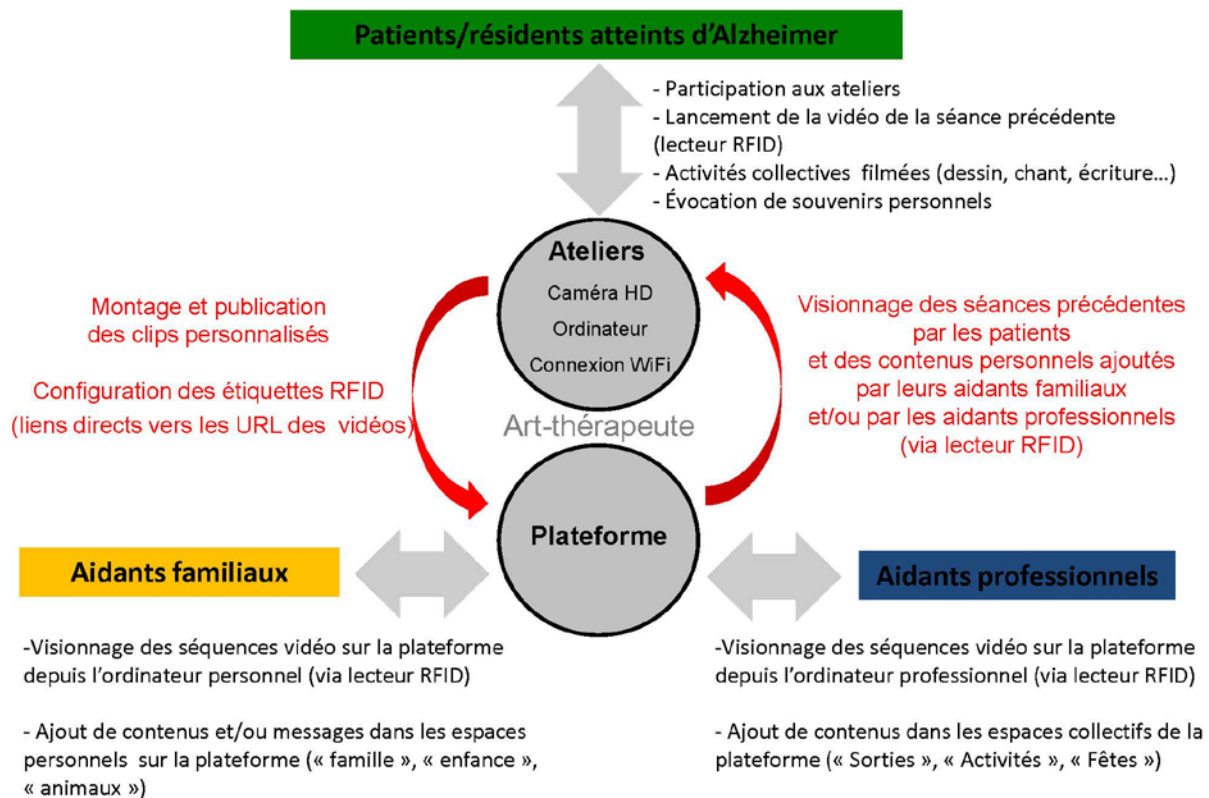 Patients/résidents atteints d’Alzheimer
- Participation aux ateliers
- Lancement de la vidéo de la séance précédente
(lecteur RFID)
- Activités collectives filmées (dessin, chant, écriture…)
- Évocation de souvenirs personnels
Ateliers
Caméra HD
Ordinateur
Connexion WiFi
Montage et publication
des clips personnalisés
Configuration des étiquettes RFID
(liens directs vers les URL des vidéos)
Visionnage des séances précédentes
par les patients
et des contenus personnels ajoutés
par leurs aidants familiaux
et/ou par les aidants professionnels
(via lecteur RFID)
Art-thérapeute
Plateforme
Aidants familiaux
-Visionnage des séquences vidéo sur la plateforme
depuis l’ordinateur personnel (via lecteur RFID)
- Ajout de contenus et/ou messages dans les espaces
personnels sur la plateforme (« famille », « enfance »,
« animaux »)
Aidants professionnels
-Visionnage des séquences vidéo sur la plateforme
depuis l’ordinateur professionnel (via lecteur RFID)
- Ajout de contenus dans les espaces collectifs de la
plateforme (« Sorties », « Activités », « Fêtes »)